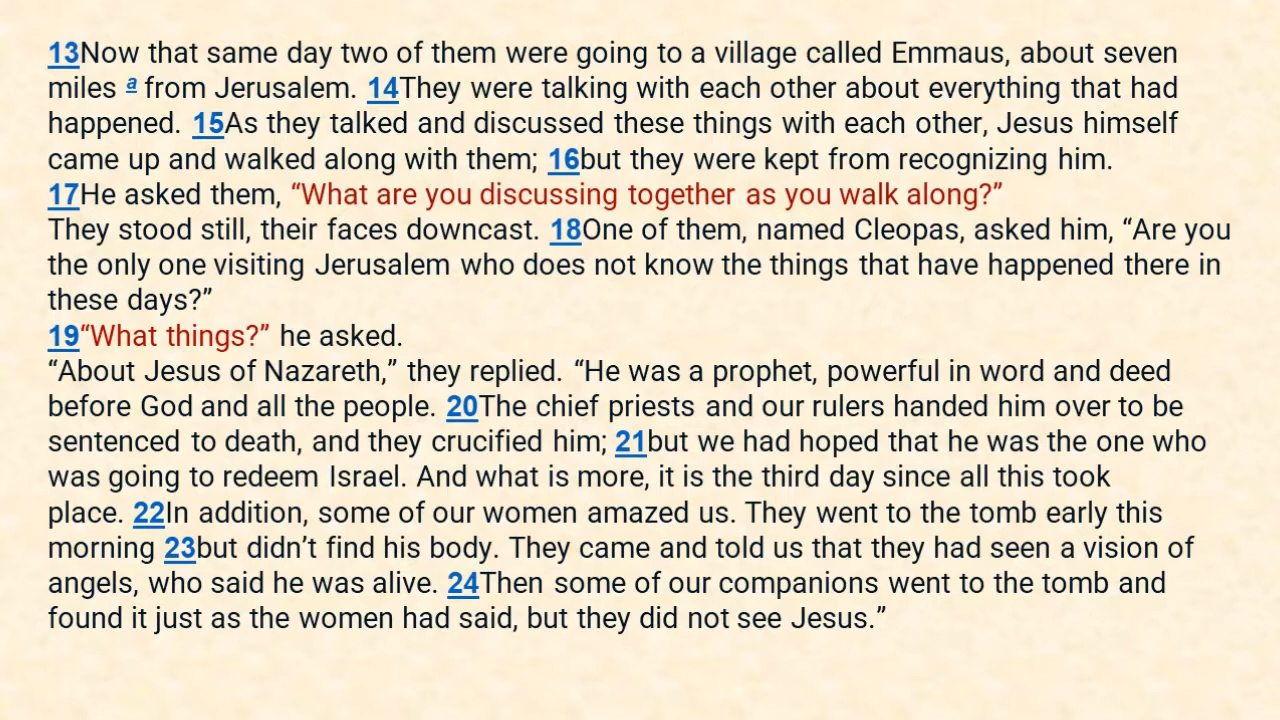 13Now that same day two of them were going to a village called Emmaus, about seven
miles a from Jerusalem. 14They were talking with each other about everything that had
happened. 15As they talked and discussed these things with each other, Jesus himself
came up and walked along with them; 16but they were kept from recognizing him.
17He asked them, “What are you discussing together as you walk along?”
They stood still, their faces downcast. 18One of them, named Cleopas, asked him, “Are you
the only one visiting Jerusalem who does not know the things that have happened there in
these days?”
19“What things?” he asked.
“About Jesus of Nazareth,” they replied. “He was a prophet, powerful in word and deed
before God and all the people. 20The chief priests and our rulers handed him over to be
sentenced to death, and they crucified him; 21but we had hoped that he was the one who
was going to redeem Israel. And what is more, it is the third day since all this took
place. 22In addition, some of our women amazed us. They went to the tomb early this
morning 23but didn’t find his body. They came and told us that they had seen a vision of
angels, who said he was alive. 24Then some of our companions went to the tomb and
found it just as the women had said, but they did not see Jesus.”